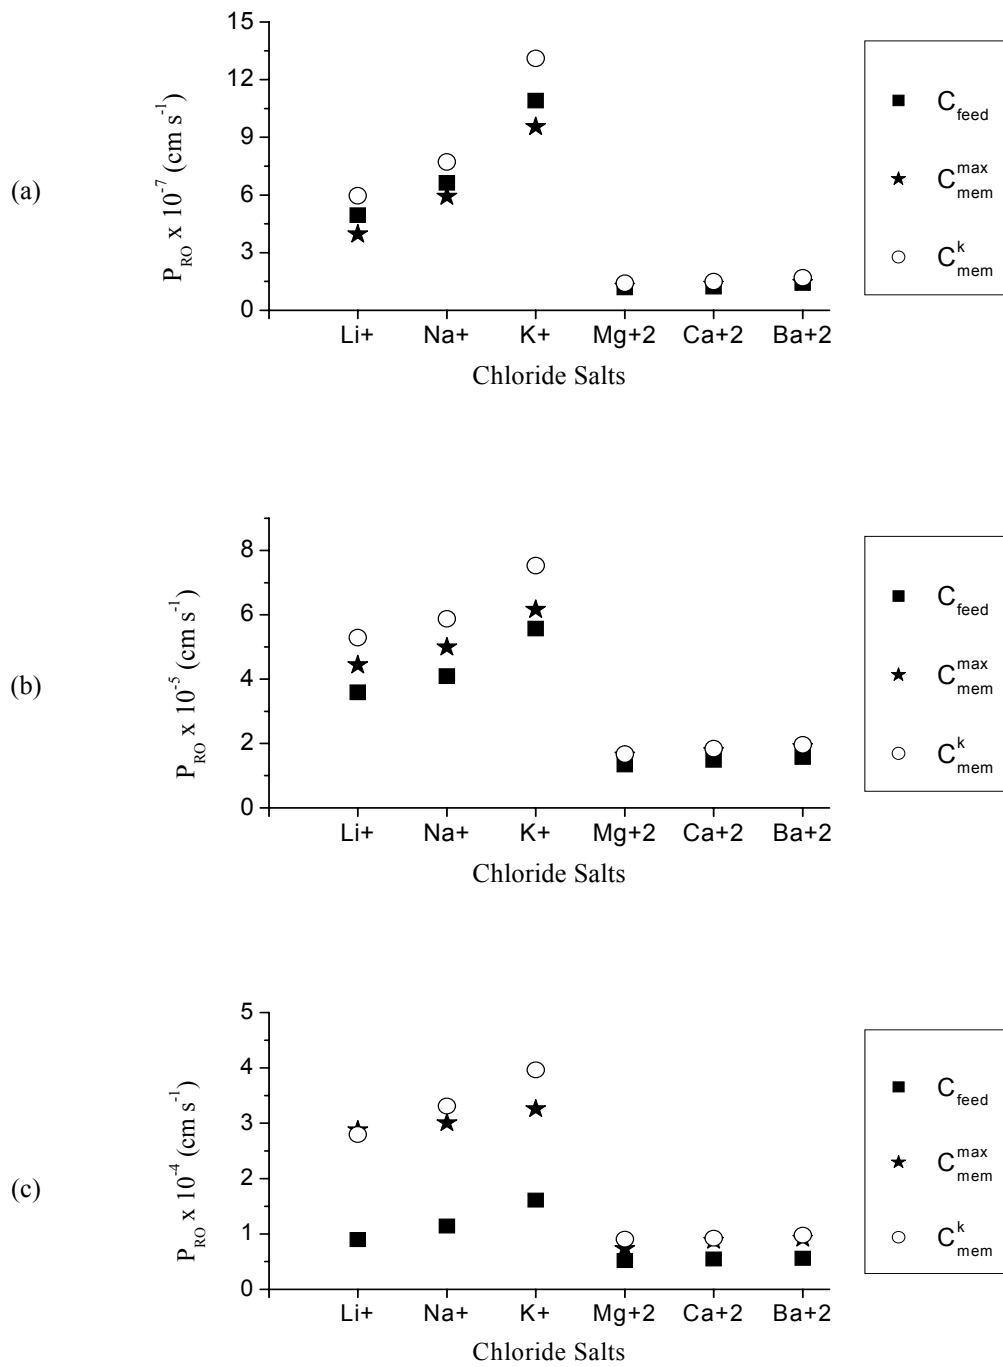 (a)
P_RO x 10^-7 (cm s^-1)
15
12
9
6
3
0
Li+ Na+ K+ Mg+2 Ca+2 Ba+2
Chloride Salts
C_feed
C_mem^max
C_mem^k
(b)
P_RO x 10^-5 (cm s^-1)
8
6
4
2
0
Li+ Na+ K+ Mg+2 Ca+2 Ba+2
Chloride Salts
C_feed
C_mem^max
C_mem^k
(c)
P_RO x 10^-4 (cm s^-1)
5
4
3
2
1
0
Li+ Na+ K+ Mg+2 Ca+2 Ba+2
Chloride Salts
C_feed
C_mem^max
C_mem^k